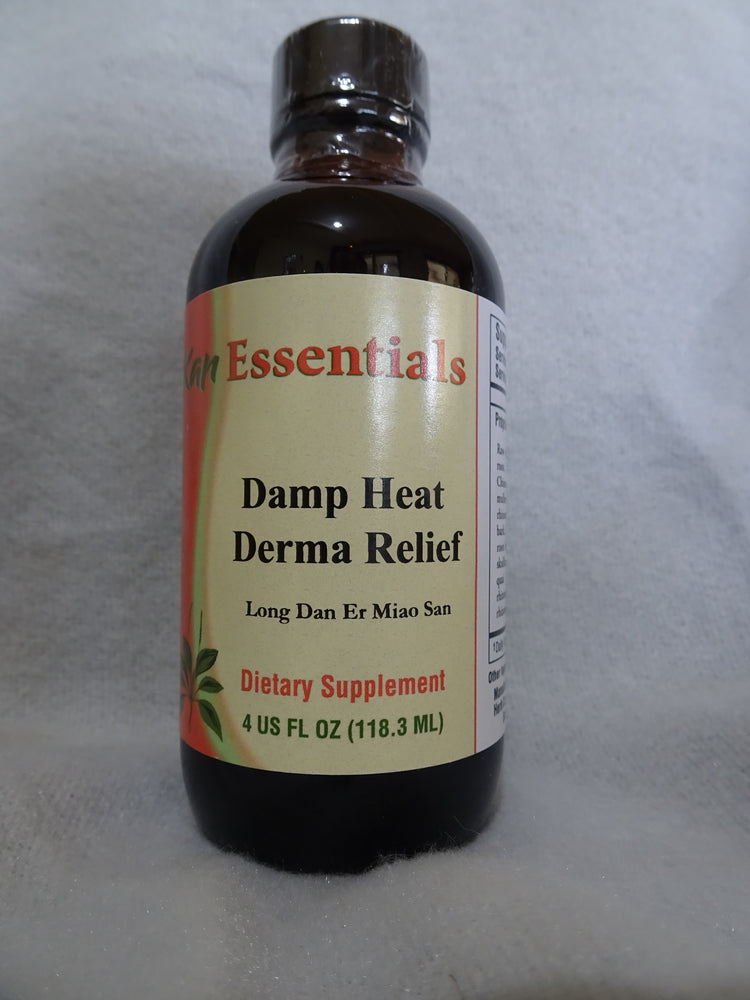 Kan Essentials
Damp Heat
Derma Relief
Long Dan Er Miao San
Dietary Supplement
4 US FL OZ (118.3 ML)